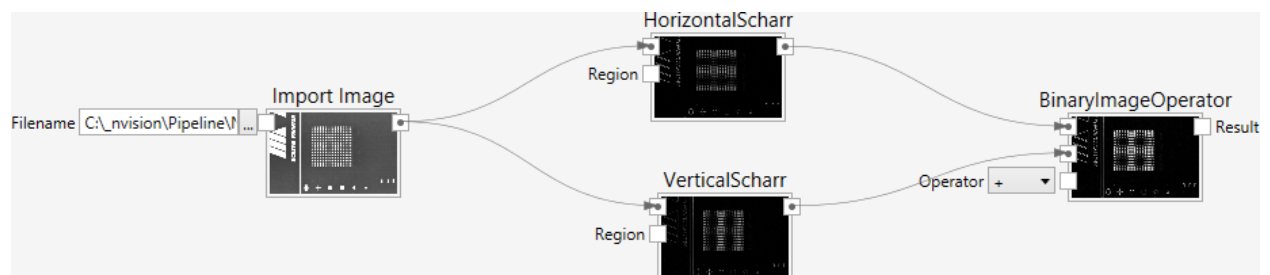 HorizontalScharr
Region
Import Image
Filename C:\_nvision\Pipeline\N ...
BinaryImageOperator
Result
VerticalScharr
Operator +
Region